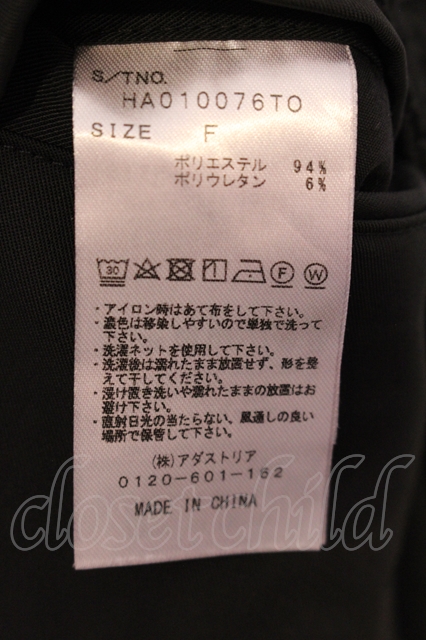 S/TNO.
HA010076TO
SIZE F
ポリエステル 94%
ポリウレタン 6%
30
F W
・アイロン時はあて布をして下さい。
・濃色は移染しやすいので単独で洗って
下さい。
・洗濯ネットを使用して下さい。
・洗濯後は濡れたまま放置せず、形を整
えて干してください。
・浸け置き洗いや濡れたままの放置はお
避け下さい。
・直射日光の当たらない、風通しの良い
場所で保管して下さい。
(株)アダストリア
0120-601-162
MADE IN CHINA
closet child